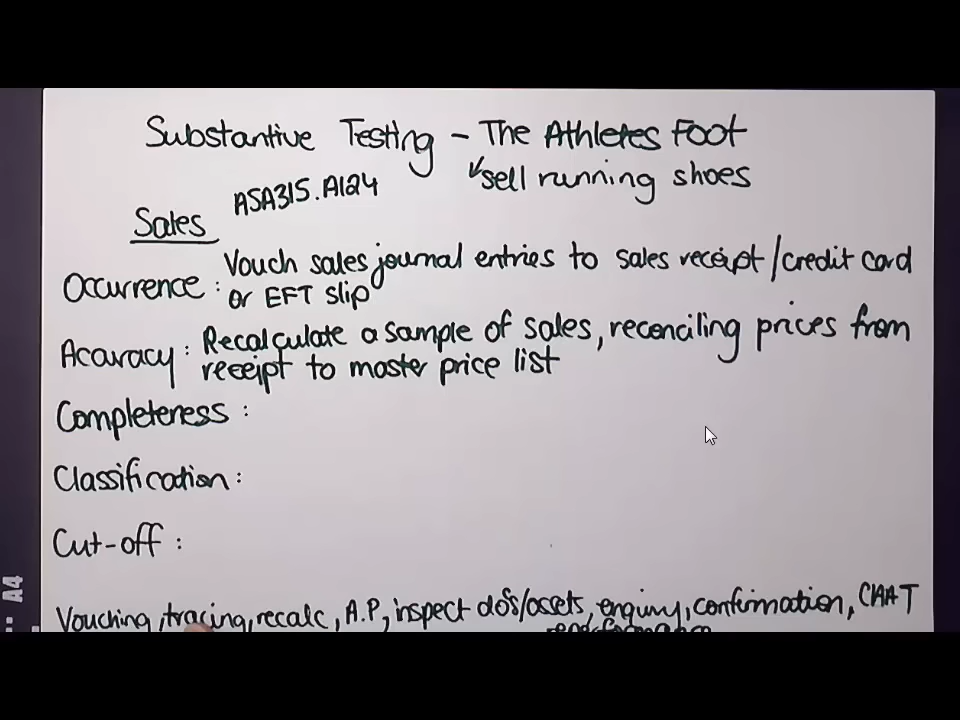 Substantive Testing - The Athletes Foot
sell running shoes
ASA315.A124
Sales
Occurrence: Vouch sales journal entries to sales receipt/credit card
or EFT slip
Acaracy: Recalculate a sample of sales, reconciling prices from
receipt to master price list
Completeness:
Classification:
Cut-off:
Vouching, tracing, recalc, A.P, inspect docs/assets, enquiry, confirmation, CAAT
A4